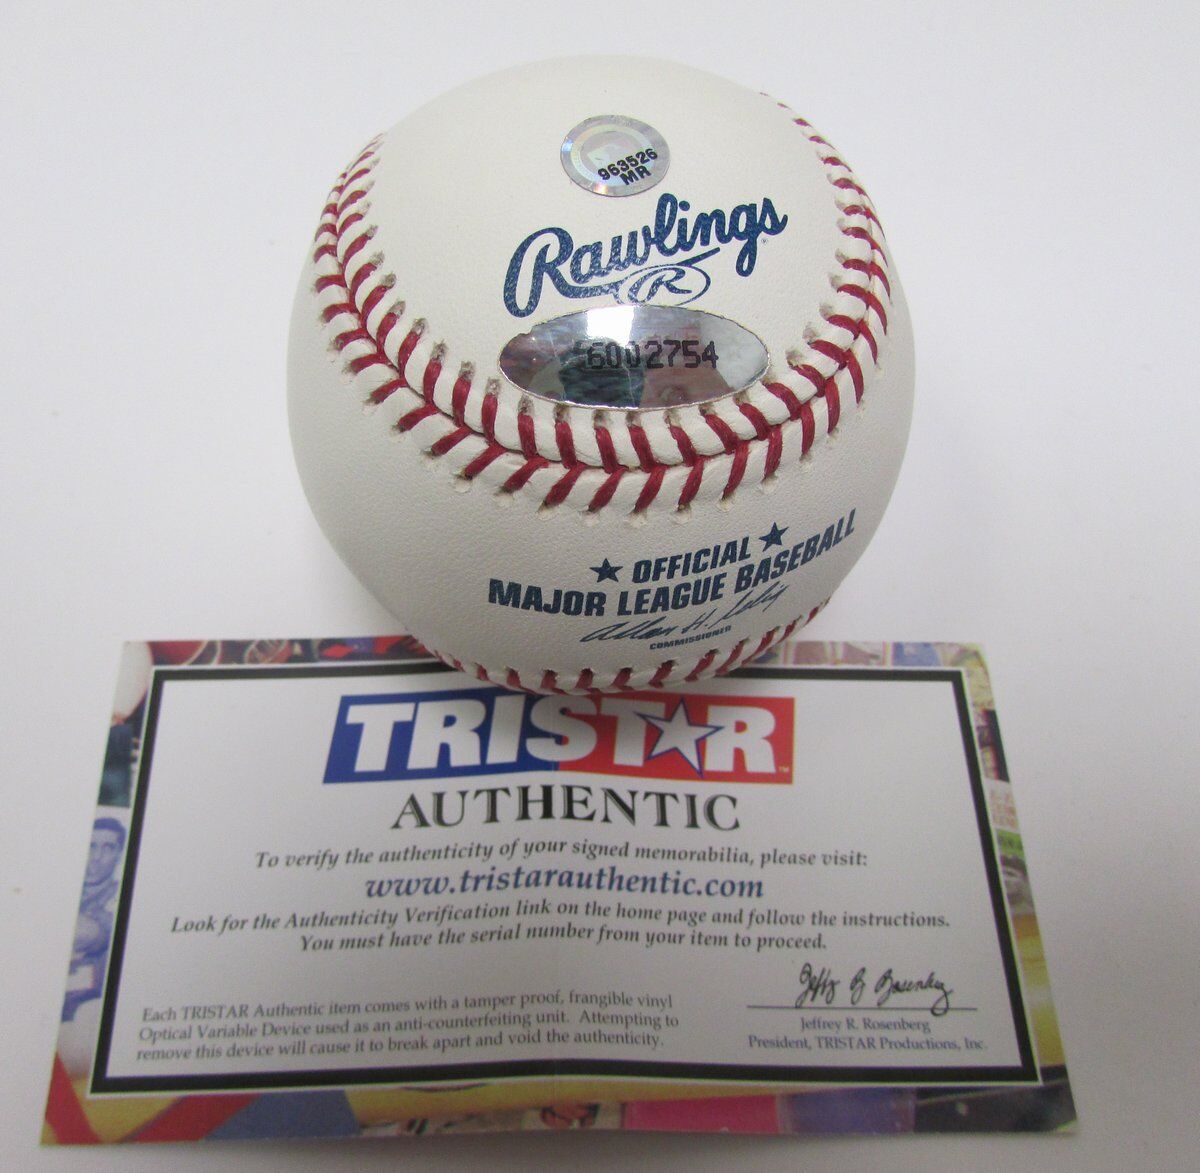 963526
MR
Rawlings
R
6002754
OFFICIAL
MAJOR LEAGUE BASEBALL
Allan H. Selig
COMMISSIONER
TRISTAR™
AUTHENTIC
To verify the authenticity of your signed memorabilia, please visit:
www.tristarauthentic.com
Look for the Authenticity Verification link on the home page and follow the instructions.
You must have the serial number from your item to proceed.
Each TRISTAR Authentic item comes with a tamper proof, frangible vinyl
Optical Variable Device used as an anti-counterfeiting unit. Attempting to
remove this device will cause it to break apart and void the authenticity.
Jeffrey R. Rosenberg
President, TRISTAR Productions, Inc.